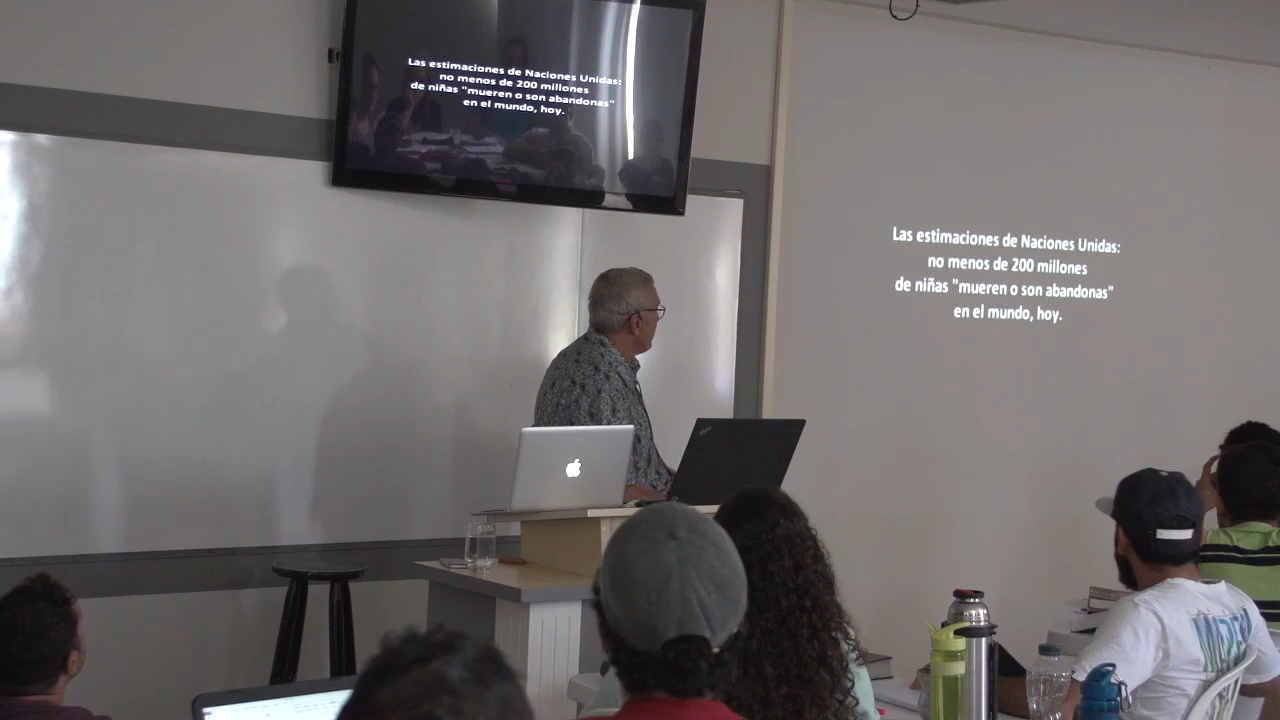 Las estimaciones de Naciones Unidas:
no menos de 200 millones
de niñas "mueren o son abandonas"
en el mundo, hoy.
Las estimaciones de Naciones Unidas:
no menos de 200 millones
de niñas "mueren o son abandonas"
en el mundo, hoy.